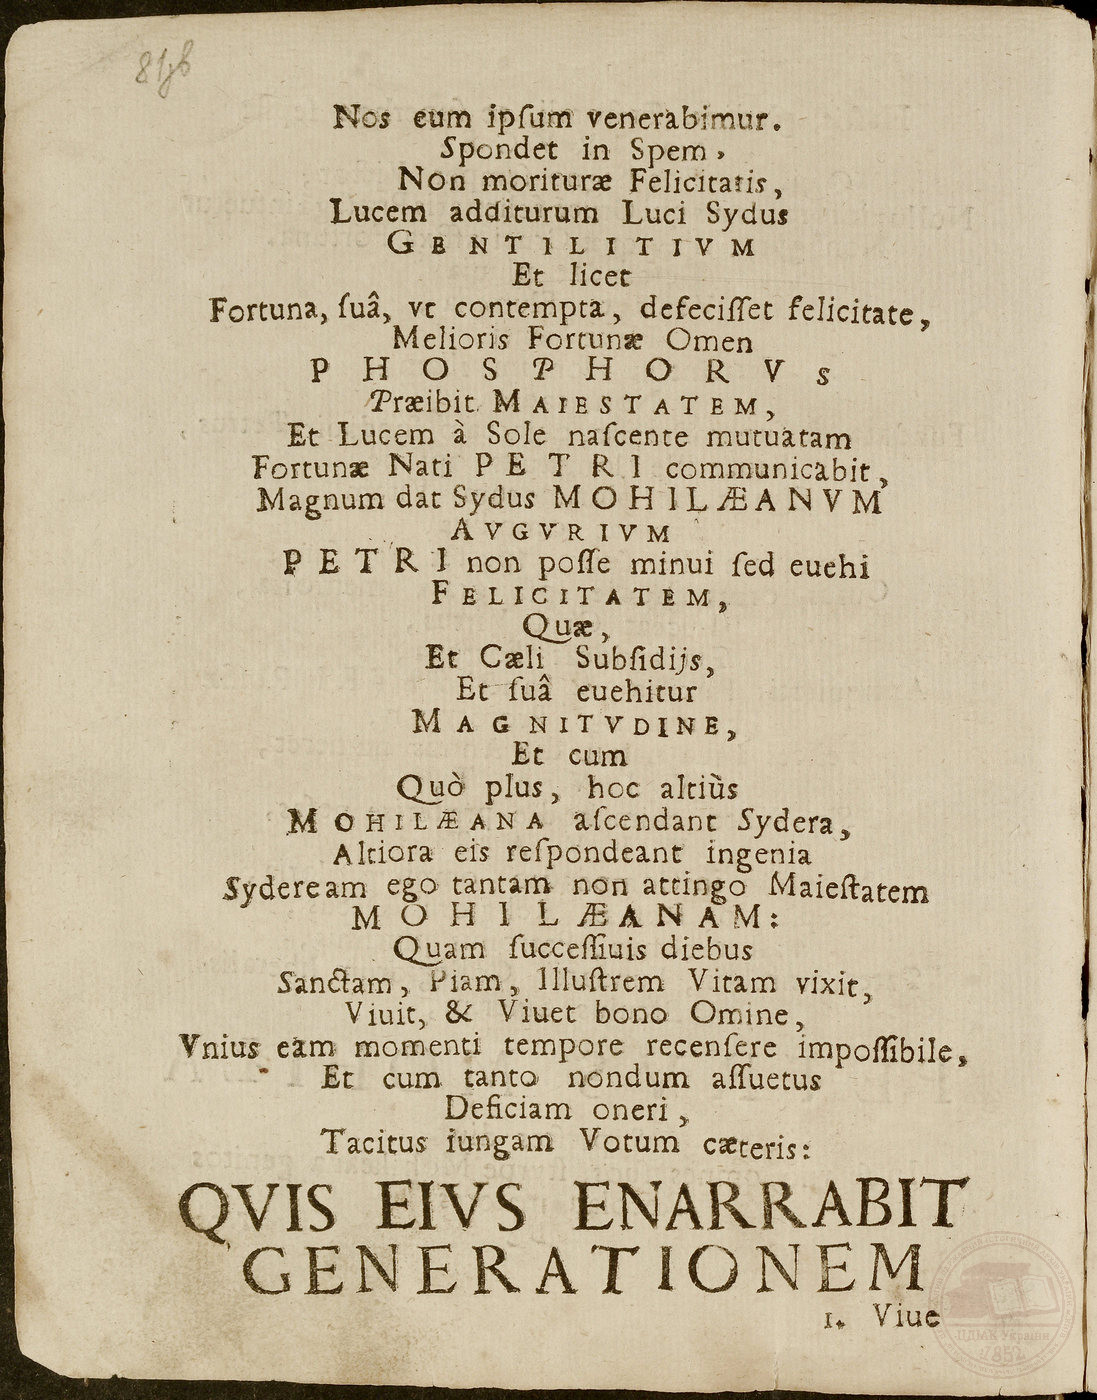 Nos eum ipſum venerabimur.
Spondet in Spem,
Non morituræ Felicitatis,
Lucem additurum Luci Sydus
GENTILITIVM
Et licet
Fortuna, ſuâ, vt contempta, defeciſſet felicitate,
Melioris Fortunæ Omen
PHOSPHORVs
Præibit MAIESTATEM,
Et Lucem à Sole naſcente mutuatam
Fortunæ Nati PETRI communicabit,
Magnum dat Sydus MOHILÆANVM
AVGVRIVM
PETRI non poſſe minui ſed euehi
FELICITATEM,
Quæ,
Et Cæli Subſidijs,
Et ſuâ euehitur
MAGNITVDINE,
Et cum
Quò plus, hoc altiùs
MOHILÆANA aſcendant Sydera,
Altiora eis reſpondeant ingenia
Sydeream ego tantam non attingo Maieſtatem
MOHILÆANAM:
Quam ſucceſſiuis diebus
Sanctam, Piam, Illuſtrem Vitam vixit,
Viuit, & Viuet bono Omine,
Vnius eam momenti tempore recenſere impoſſibile,
Et cum tanto nondum aſſuetus
Deficiam oneri,
Tacitus iungam Votum cæteris:
QVIS EIVS ENARRABIT
GENERATIONEM
1. Viue